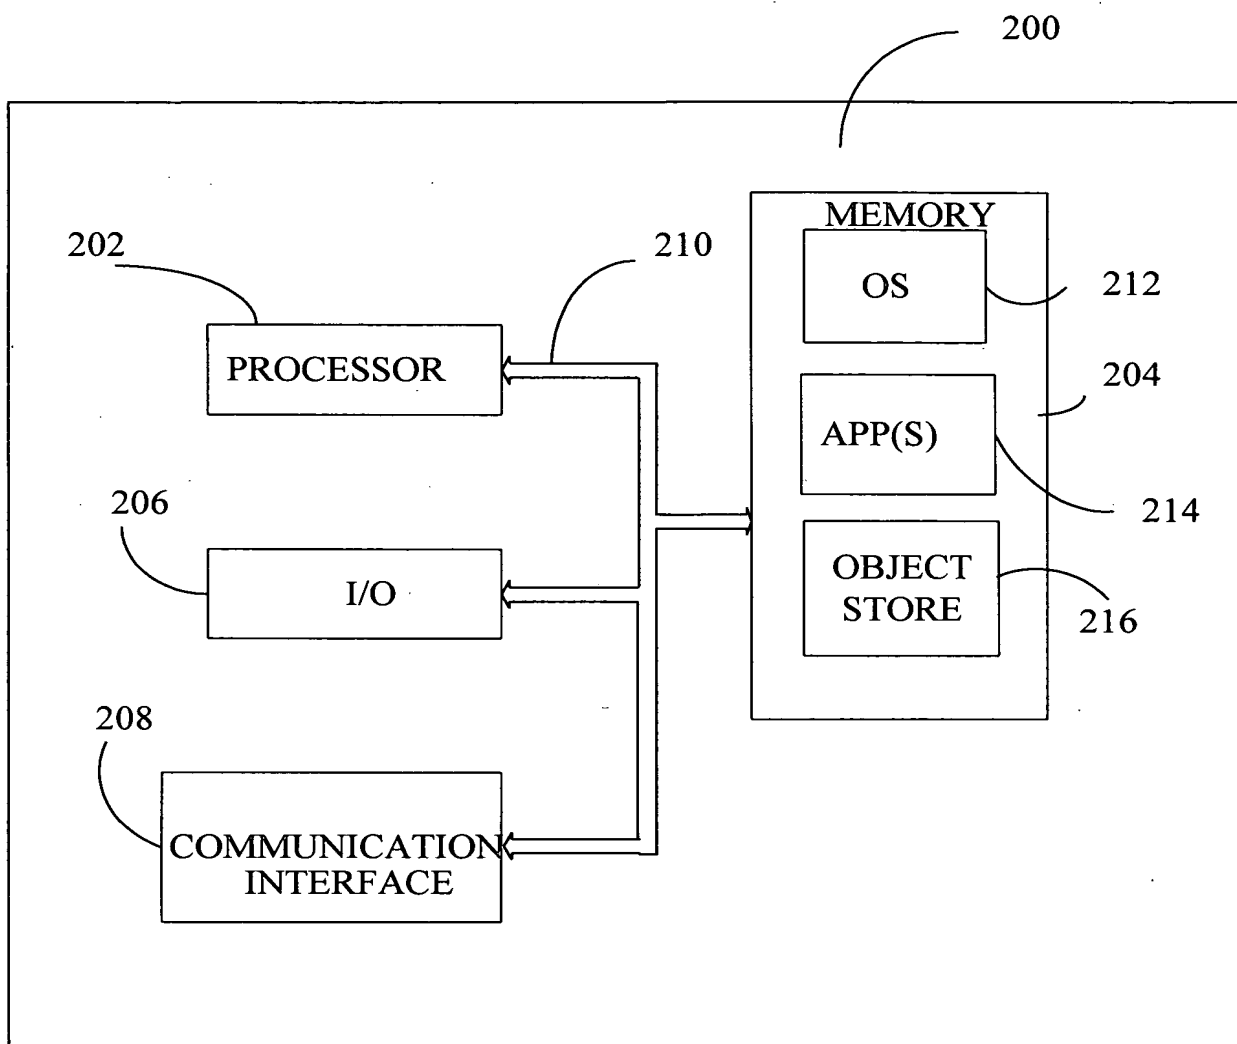 200
MEMORY
202
210
OS
212
PROCESSOR
204
APP(S)
206
214
I/O
OBJECT
STORE
216
208
COMMUNICATION
INTERFACE